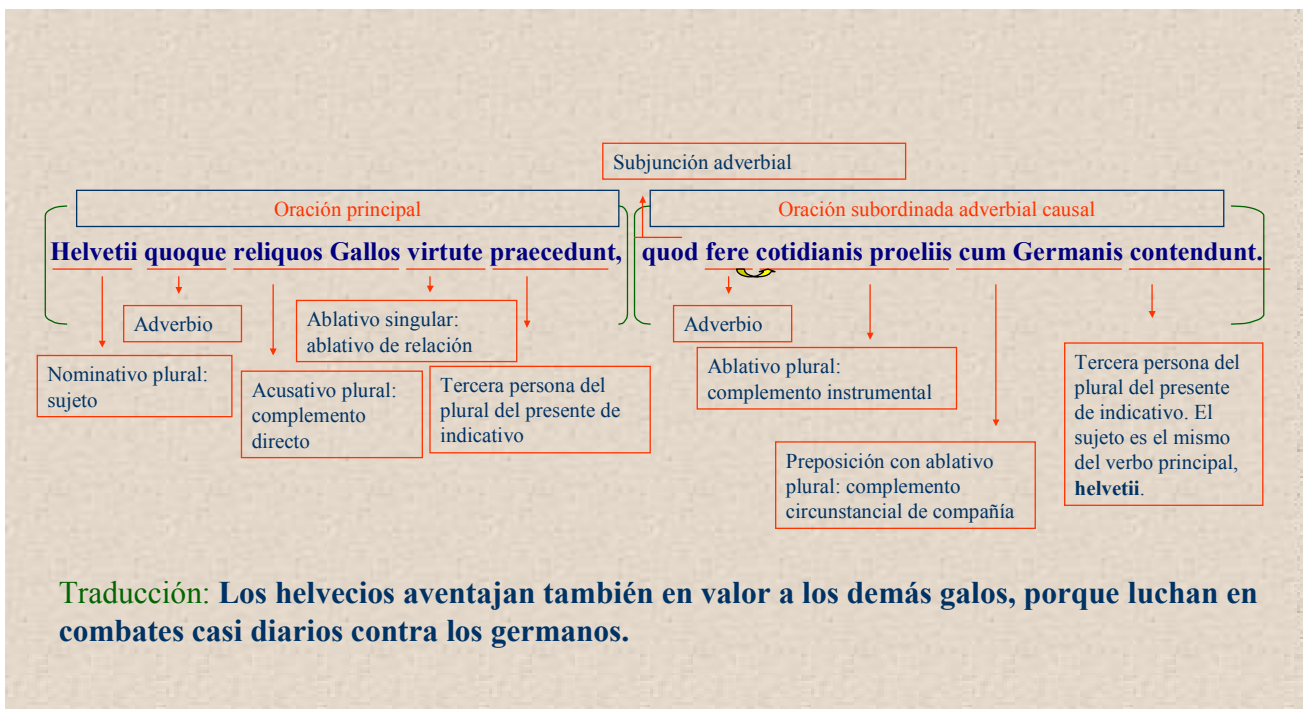 Subjunción adverbial
Oración principal
Oración subordinada adverbial causal
Helvetii quoque reliquos Gallos virtute praecedunt, quod fere cotidianis proeliis cum Germanis contendunt.
Adverbio
Ablativo singular:
ablativo de relación
Adverbio
Nominativo plural:
sujeto
Acusativo plural:
complemento
directo
Tercera persona del
plural del presente de
indicativo
Ablativo plural:
complemento instrumental
Preposición con ablativo
plural: complemento
circunstancial de compañía
Tercera persona del
plural del presente
de indicativo. El
sujeto es el mismo
del verbo principal,
helvetii.
Traducción: Los helvecios aventajan también en valor a los demás galos, porque luchan en
combates casi diarios contra los germanos.